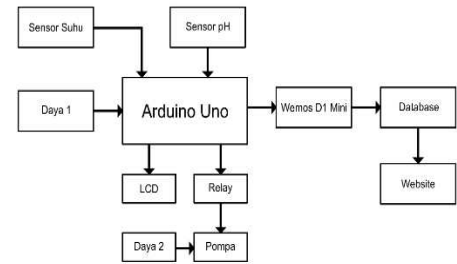 Sensor Suhu
Sensor pH
Daya 1
Arduino Uno
Wemos D1 Mini
Database
LCD
Relay
Website
Daya 2
Pompa